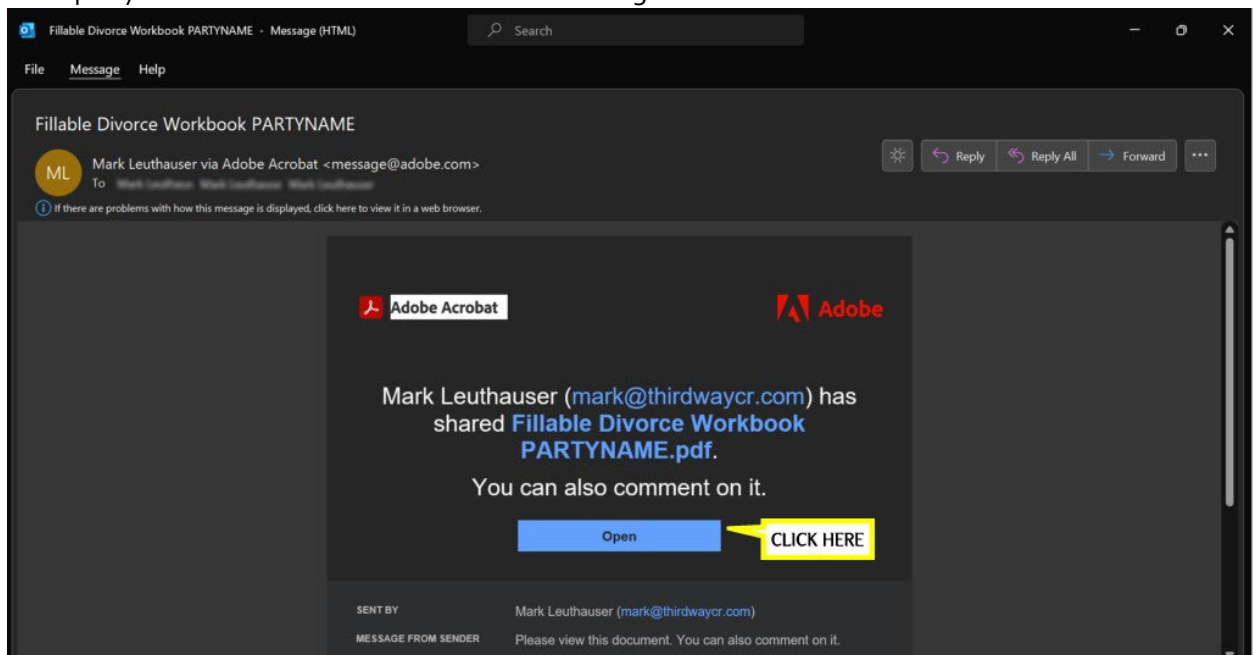 Fillable Divorce Workbook PARTYNAME - Message (HTML)
Search
File Message Help
Fillable Divorce Workbook PARTYNAME
ML
Mark Leuthauser via Adobe Acrobat <message@adobe.com>
To
Reply Reply All Forward
If there are problems with how this message is displayed, click here to view it in a web browser.
Adobe Acrobat
Adobe
Mark Leuthauser (mark@thirdwaycr.com) has
shared Fillable Divorce Workbook
PARTYNAME.pdf.
You can also comment on it.
Open
CLICK HERE
SENT BY Mark Leuthauser (mark@thirdwaycr.com)
MESSAGE FROM SENDER Please view this document. You can also comment on it.